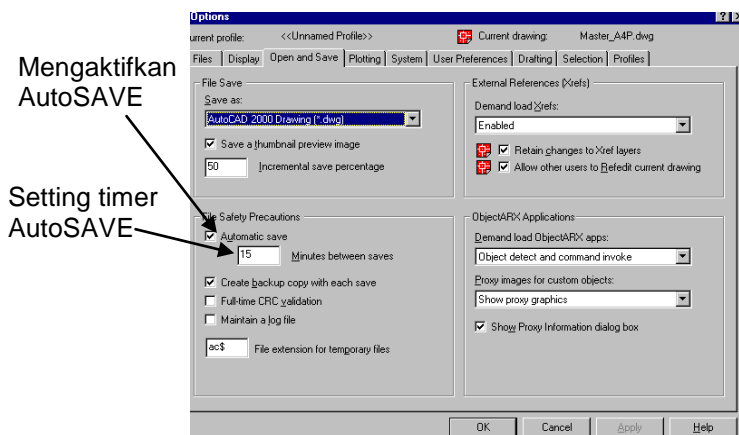 Options
urrent profile: <<Unnamed Profile>> Current drawing: Master_A4P.dwg
Files Display Open and Save Plotting System User Preferences Drafting Selection Profiles
Mengaktifkan
AutoSAVE
Setting timer
AutoSAVE
File Save
Save as:
AutoCAD 2000 Drawing (*.dwg)
Save a thumbnail preview image
50 Incremental save percentage
File Safety Precautions
Automatic save
15 Minutes between saves
Create backup copy with each save
Full-time CRC validation
Maintain a log file
ac$ File extension for temporary files
External References (Xrefs)
Demand load Xrefs:
Enabled
Retain changes to Xref layers
Allow other users to Refedit current drawing
ObjectARX Applications
Demand load ObjectARX apps:
Object detect and command invoke
Proxy images for custom objects:
Show proxy graphics
Show Proxy Information dialog box
OK Cancel Apply Help